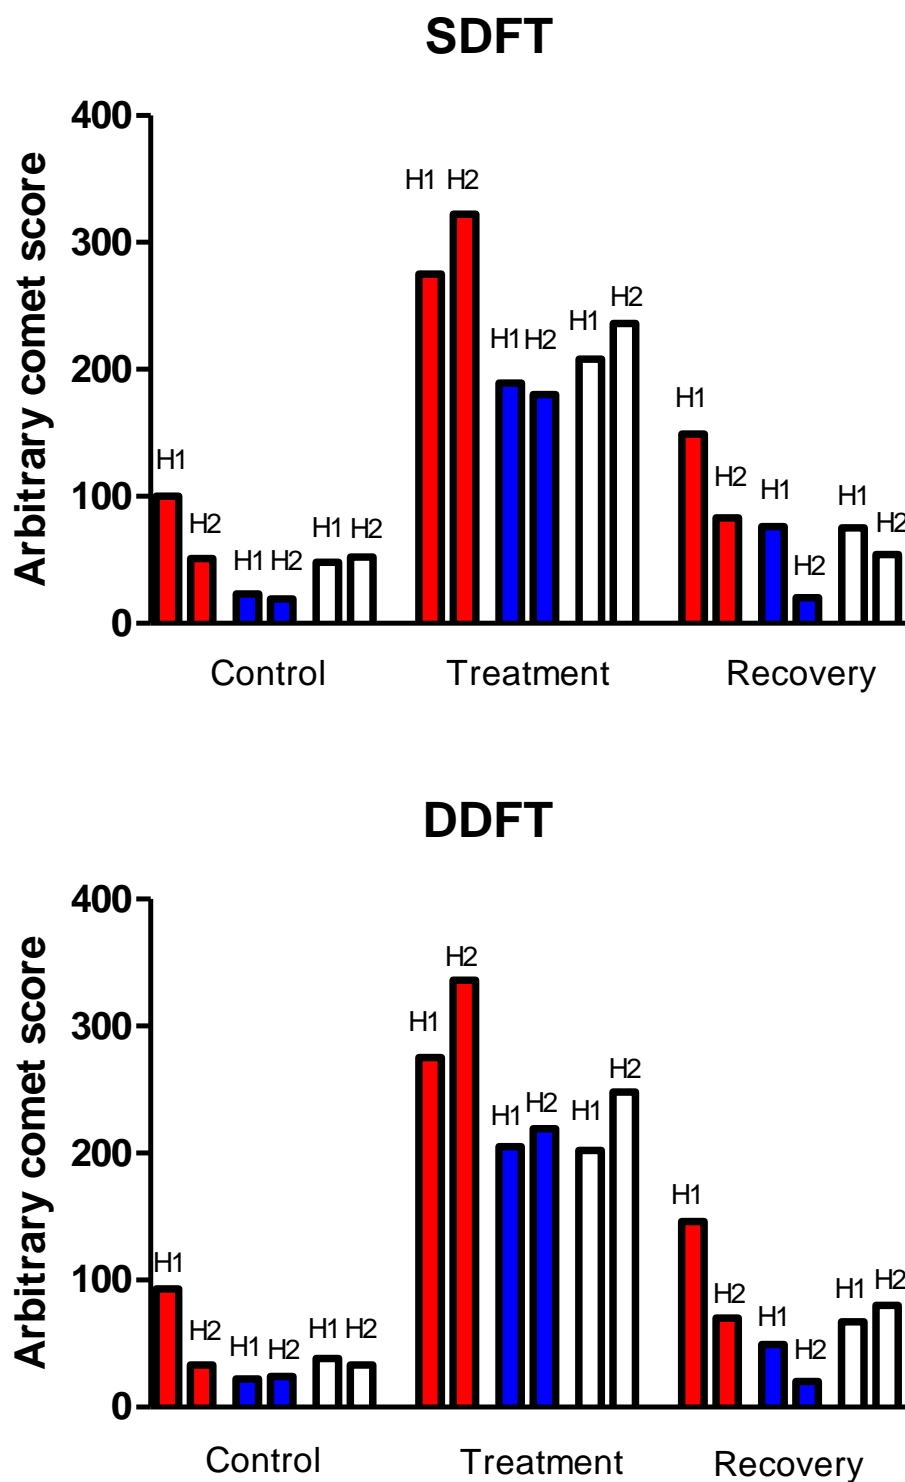 SDFT
Arbitrary comet score
400
300
200
100
0
H1 H2 H1 H2 H1 H2
H1 H2 H1 H2 H1 H2
H1 H2 H1 H2 H1 H2
Control Treatment Recovery
DDFT
Arbitrary comet score
400
300
200
100
0
H1 H2 H1 H2 H1 H2
H1 H2 H1 H2 H1 H2
H1 H2 H1 H2 H1 H2
Control Treatment Recovery